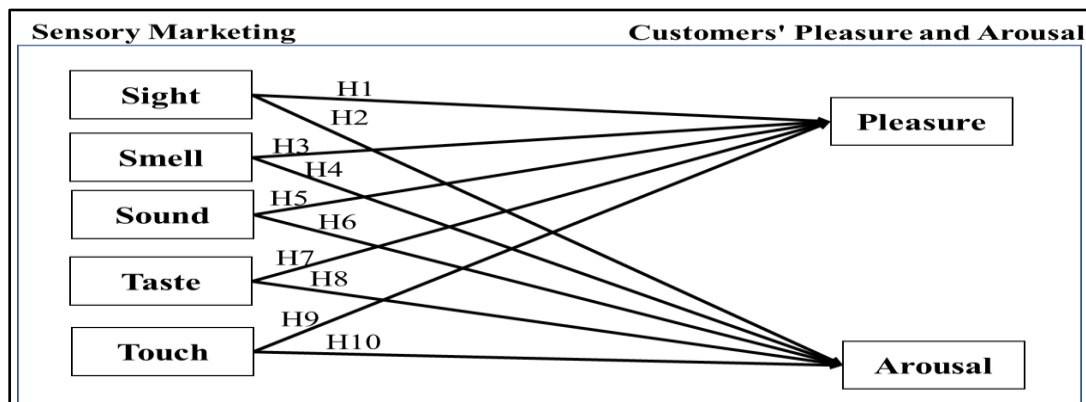 Sensory Marketing
Customers' Pleasure and Arousal
Sight
H1
H2
Pleasure
Smell
H3
H4
Sound
H5
H6
Taste
H7
H8
Touch
H9
H10
Arousal